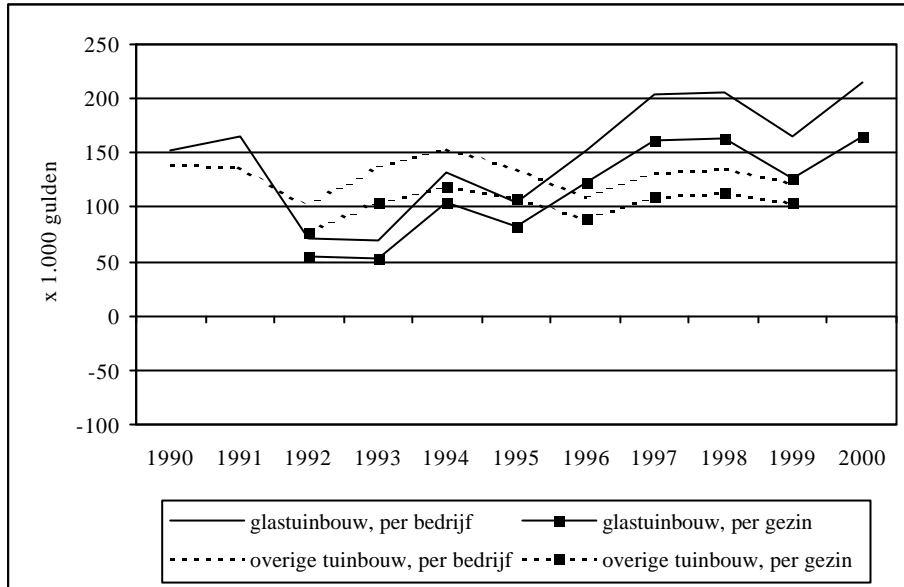 250
200
150
100
50
0
-50
-100
x 1.000 gulden
1990 1991 1992 1993 1994 1995 1996 1997 1998 1999 2000
glastuinbouw, per bedrijf glastuinbouw, per gezin
overige tuinbouw, per bedrijf overige tuinbouw, per gezin